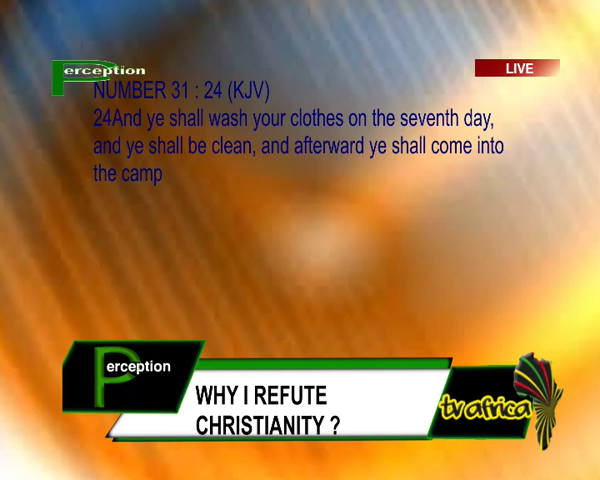 Perception
LIVE
NUMBER 31 : 24 (KJV)
24And ye shall wash your clothes on the seventh day,
and ye shall be clean, and afterward ye shall come into
the camp
Perception
WHY I REFUTE
CHRISTIANITY ?
tv africa